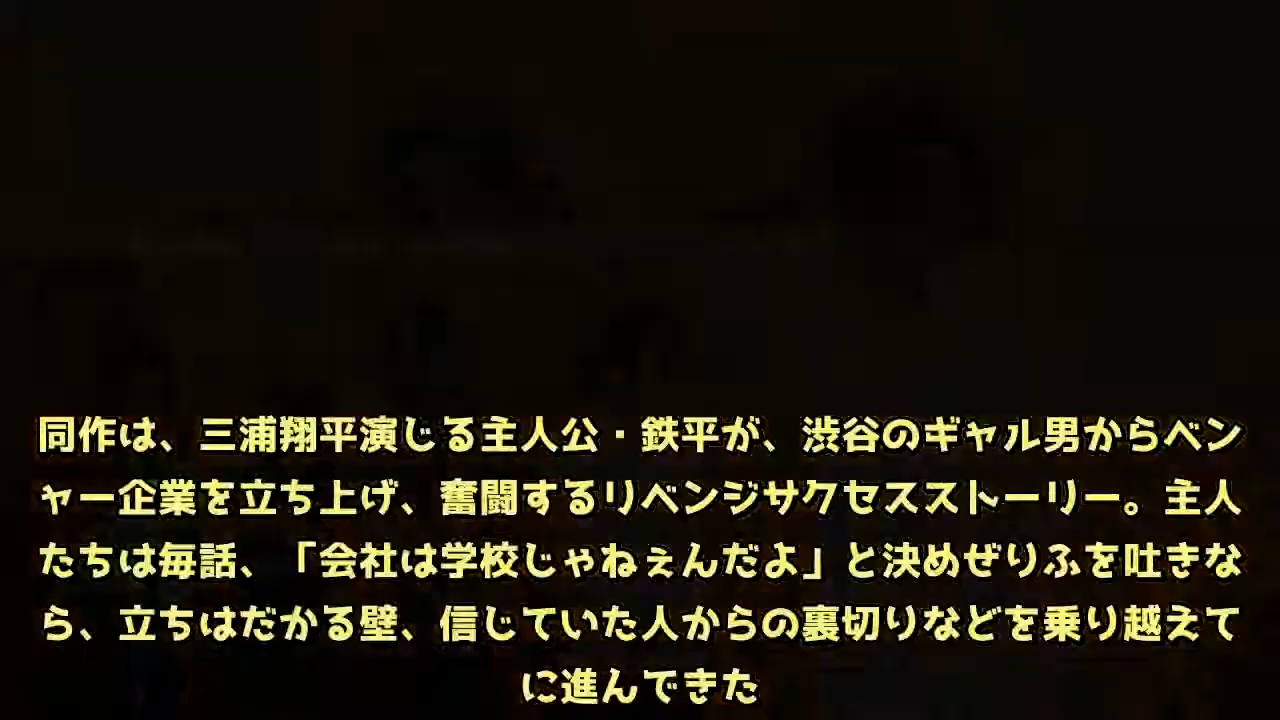 同作は、三浦翔平演じる主人公・鉄平が、渋谷のギャル男からベン
ャー企業を立ち上げ、奮闘するリベンジサクセスストーリー。主人
たちは毎話、「会社は学校じゃねぇんだよ」と決めぜりふを吐きな
ら、立ちはだかる壁、信じていた人からの裏切りなどを乗り越えて
に進んできた